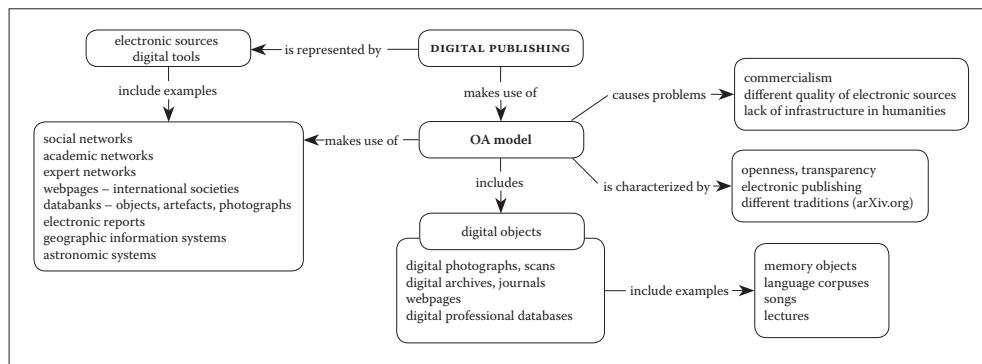 electronic sources
digital tools
is represented by
DIGITAL PUBLISHING
include examples
makes use of
social networks
academic networks
expert networks
webpages – international societies
databanks – objects, artefacts, photographs
electronic reports
geographic information systems
astronomic systems
makes use of
OA model
causes problems
commercialism
different quality of electronic sources
lack of infrastructure in humanities
is characterized by
openness, transparency
electronic publishing
different traditions (arXiv.org)
includes
digital objects
digital photographs, scans
digital archives, journals
webpages
digital professional databases
include examples
memory objects
language corpuses
songs
lectures